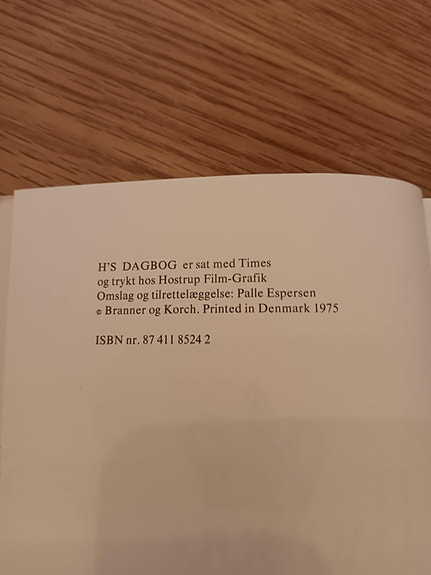 H'S DAGBOG er sat med Times
og trykt hos Hostrup Film-Grafik
Omslag og tilrettelæggelse: Palle Espersen
© Branner og Korch. Printed in Denmark 1975
ISBN nr. 87 411 8524 2